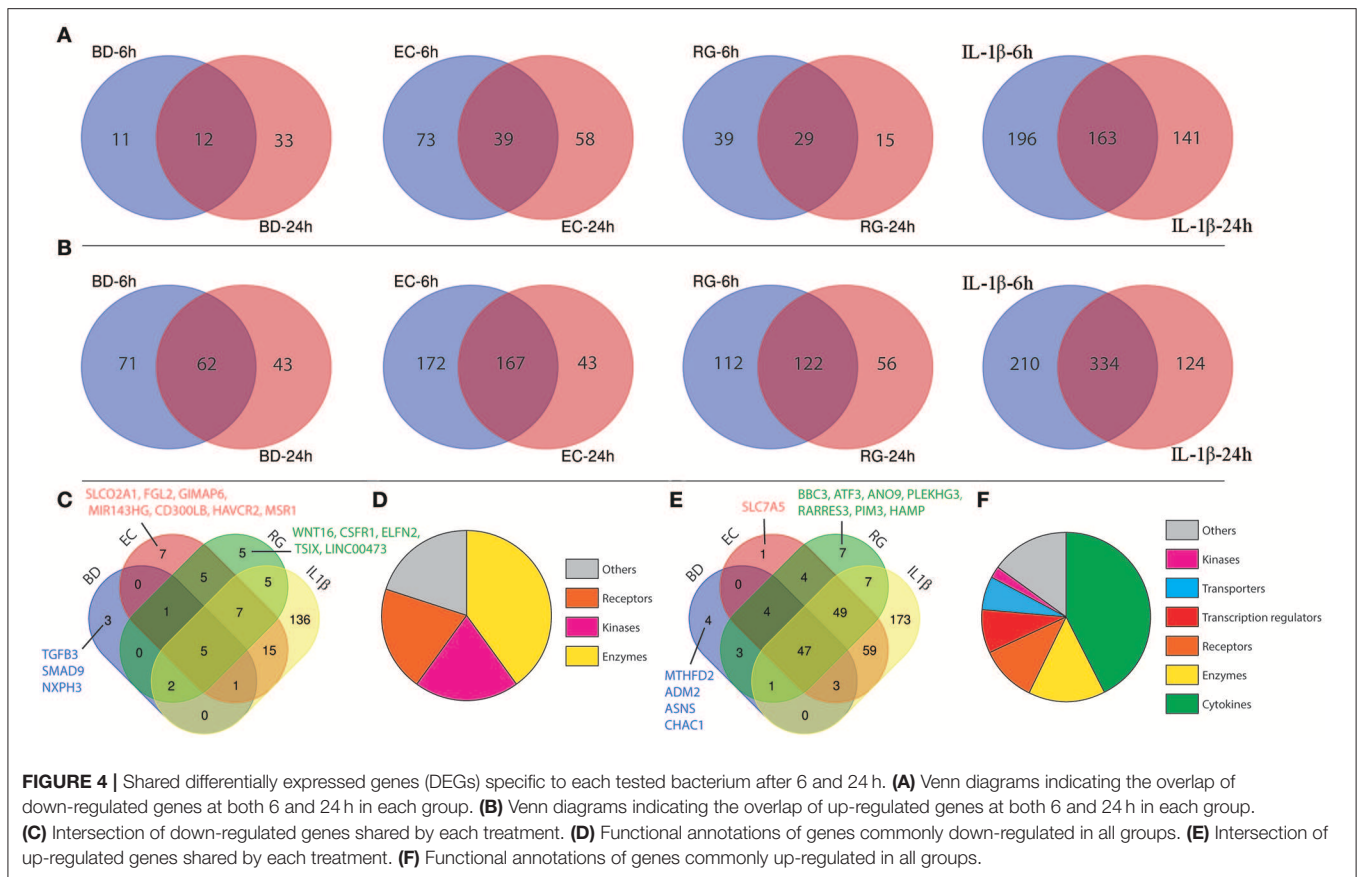 A
BD-6h
11
12
33
BD-24h
EC-6h
73
39
58
EC-24h
RG-6h
39
29
15
RG-24h
IL-1β-6h
196
163
141
IL-1β-24h
B
BD-6h
71
62
43
BD-24h
EC-6h
172
167
43
EC-24h
RG-6h
112
122
56
RG-24h
IL-1β-6h
210
334
124
IL-1β-24h
C
SLCO2A1, FGL2, GIMAP6,
MIR143HG, CD300LB, HAVCR2, MSR1
WNT16, CSFR1, ELFN2,
TSIX, LINC00473
BD
EC
RG
IL1β
7
5
0
5
5
3
1
7
136
0
5
15
2
1
0
TGFB3
SMAD9
NXPH3
D
Others
Receptors
Kinases
Enzymes
E
SLC7A5
BBC3, ATF3, ANO9, PLEKHG3,
RARRES3, PIM3, HAMP
BD
EC
RG
IL1β
1
7
0
4
7
4
4
49
173
3
47
59
1
3
0
MTHFD2
ADM2
ASNS
CHAC1
F
Others
Kinases
Transporters
Transcription regulators
Receptors
Enzymes
Cytokines
FIGURE 4 | Shared differentially expressed genes (DEGs) specific to each tested bacterium after 6 and 24 h. (A) Venn diagrams indicating the overlap of
down-regulated genes at both 6 and 24 h in each group. (B) Venn diagrams indicating the overlap of up-regulated genes at both 6 and 24 h in each group.
(C) Intersection of down-regulated genes shared by each treatment. (D) Functional annotations of genes commonly down-regulated in all groups. (E) Intersection of
up-regulated genes shared by each treatment. (F) Functional annotations of genes commonly up-regulated in all groups.